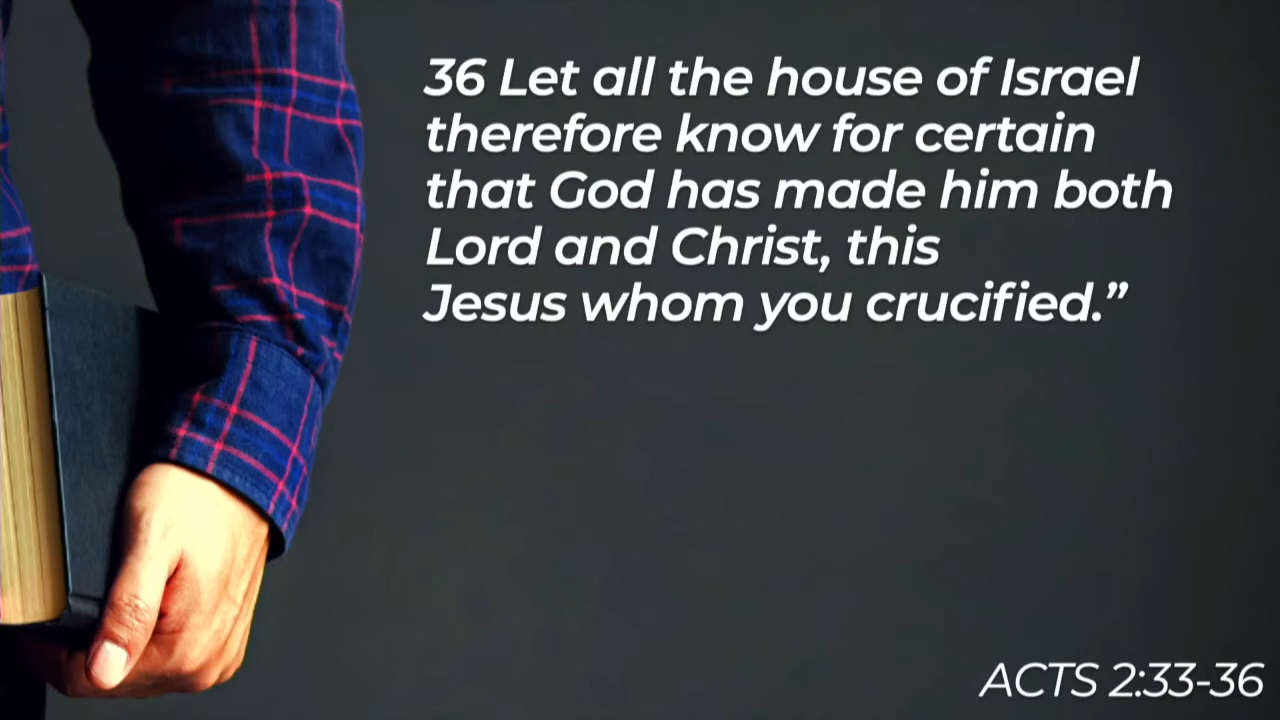 36 Let all the house of Israel
therefore know for certain
that God has made him both
Lord and Christ, this
Jesus whom you crucified.”
ACTS 2:33-36